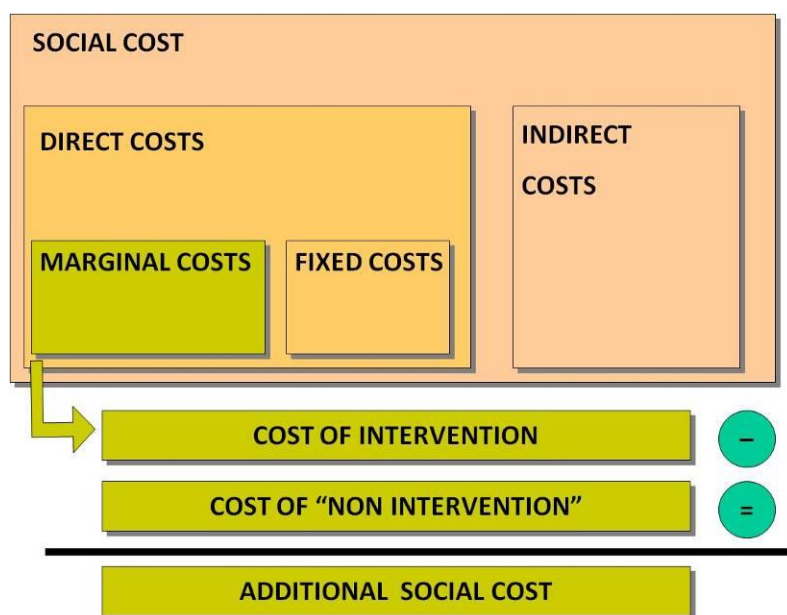 SOCIAL COST
DIRECT COSTS
INDIRECT
COSTS
MARGINAL COSTS
FIXED COSTS
COST OF INTERVENTION
–
COST OF “NON INTERVENTION”
=
ADDITIONAL SOCIAL COST